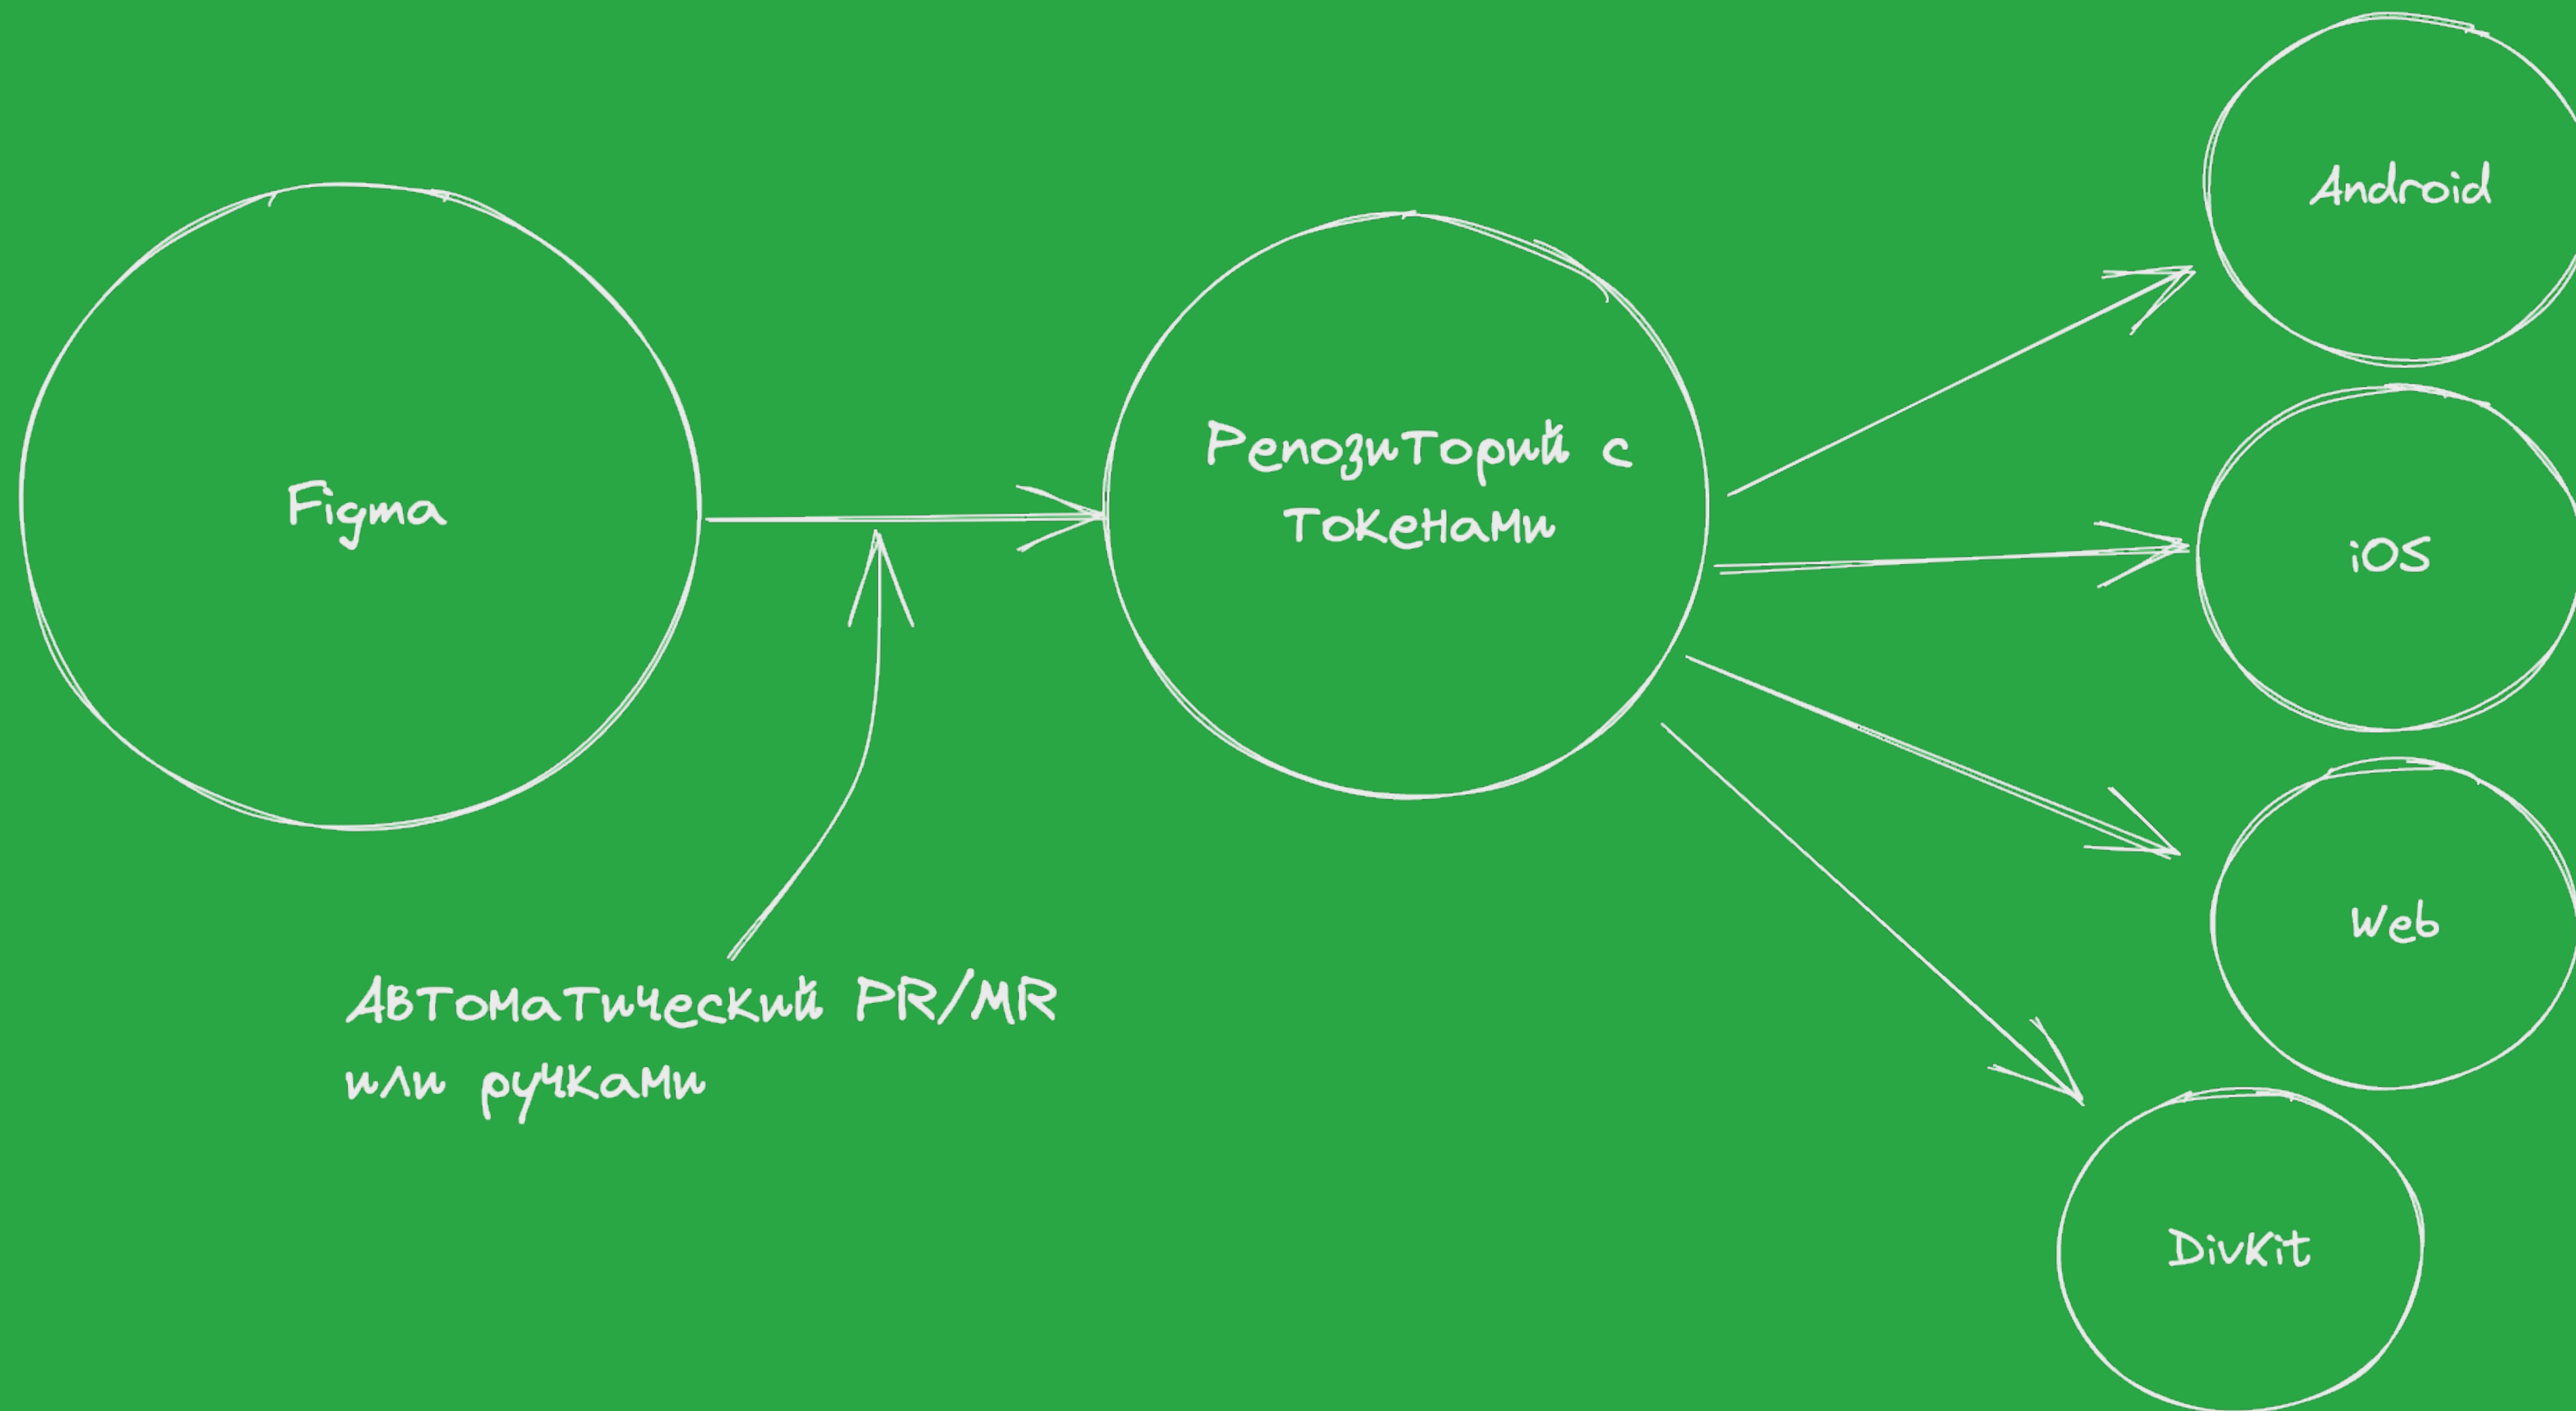 Figma
Репозиторий с
токенами
Android
iOS
Web
DivKit
Автоматический PR/MR
или ручками